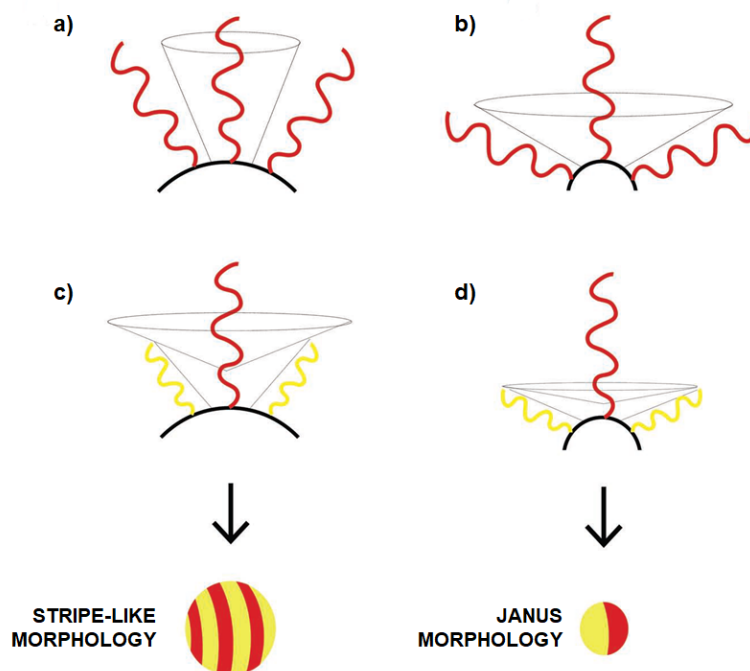 a)
b)
c)
d)
STRIPE-LIKE
MORPHOLOGY
JANUS
MORPHOLOGY